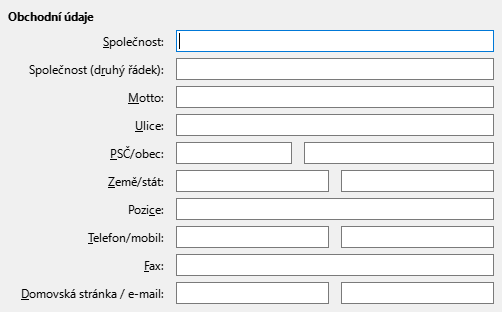 Obchodní údaje
Společnost:
Společnost (druhý řádek):
Motto:
Ulice:
PSČ/obec:
Země/stát:
Pozice:
Telefon/mobil:
Fax:
Domovská stránka / e-mail: